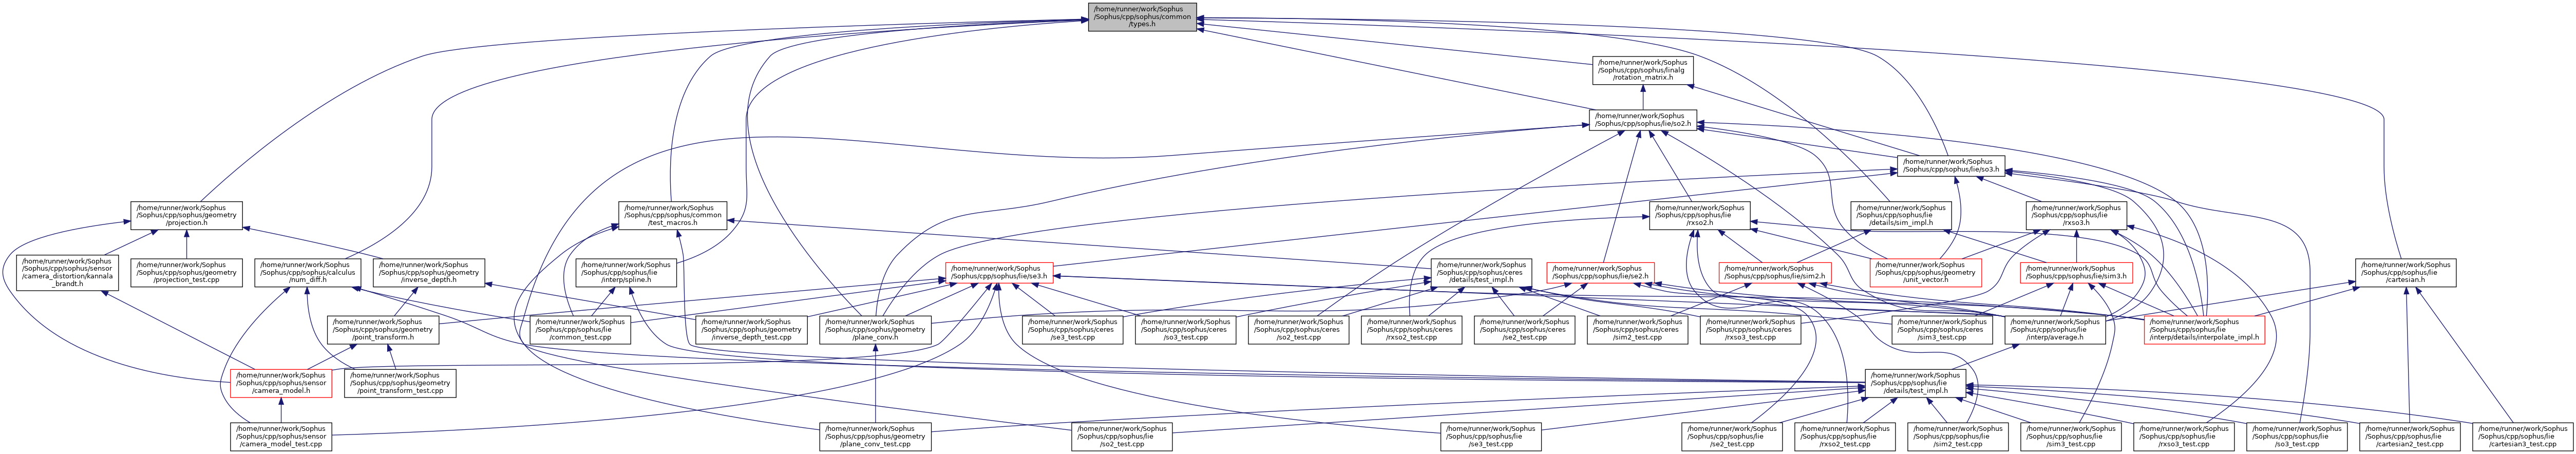 /home/runner/work/Sophus
/Sophus/cpp/sophus/common
/types.h
/home/runner/work/Sophus
/Sophus/cpp/sophus/linalg
/rotation_matrix.h
/home/runner/work/Sophus
/Sophus/cpp/sophus/lie/so2.h
/home/runner/work/Sophus
/Sophus/cpp/sophus/lie/so3.h
/home/runner/work/Sophus
/Sophus/cpp/sophus/geometry
/projection.h
/home/runner/work/Sophus
/Sophus/cpp/sophus/common
/test_macros.h
/home/runner/work/Sophus
/Sophus/cpp/sophus/lie
/rxso2.h
/home/runner/work/Sophus
/Sophus/cpp/sophus/lie
/details/sim_impl.h
/home/runner/work/Sophus
/Sophus/cpp/sophus/lie
/rxso3.h
/home/runner/work/Sophus
/Sophus/cpp/sophus/sensor
/camera_distortion/kannala
_brandt.h
/home/runner/work/Sophus
/Sophus/cpp/sophus/geometry
/projection_test.cpp
/home/runner/work/Sophus
/Sophus/cpp/sophus/calculus
/num_diff.h
/home/runner/work/Sophus
/Sophus/cpp/sophus/geometry
/inverse_depth.h
/home/runner/work/Sophus
/Sophus/cpp/sophus/lie
/interp/spline.h
/home/runner/work/Sophus
/Sophus/cpp/sophus/lie/se3.h
/home/runner/work/Sophus
/Sophus/cpp/sophus/ceres
/details/test_impl.h
/home/runner/work/Sophus
/Sophus/cpp/sophus/lie/se2.h
/home/runner/work/Sophus
/Sophus/cpp/sophus/lie/sim2.h
/home/runner/work/Sophus
/Sophus/cpp/sophus/geometry
/unit_vector.h
/home/runner/work/Sophus
/Sophus/cpp/sophus/lie/sim3.h
/home/runner/work/Sophus
/Sophus/cpp/sophus/lie
/cartesian.h
/home/runner/work/Sophus
/Sophus/cpp/sophus/geometry
/point_transform.h
/home/runner/work/Sophus
/Sophus/cpp/sophus/lie
/common_test.cpp
/home/runner/work/Sophus
/Sophus/cpp/sophus/geometry
/inverse_depth_test.cpp
/home/runner/work/Sophus
/Sophus/cpp/sophus/geometry
/plane_conv.h
/home/runner/work/Sophus
/Sophus/cpp/sophus/ceres
/se3_test.cpp
/home/runner/work/Sophus
/Sophus/cpp/sophus/ceres
/so3_test.cpp
/home/runner/work/Sophus
/Sophus/cpp/sophus/ceres
/so2_test.cpp
/home/runner/work/Sophus
/Sophus/cpp/sophus/ceres
/rxso2_test.cpp
/home/runner/work/Sophus
/Sophus/cpp/sophus/ceres
/se2_test.cpp
/home/runner/work/Sophus
/Sophus/cpp/sophus/ceres
/sim2_test.cpp
/home/runner/work/Sophus
/Sophus/cpp/sophus/ceres
/rxso3_test.cpp
/home/runner/work/Sophus
/Sophus/cpp/sophus/ceres
/sim3_test.cpp
/home/runner/work/Sophus
/Sophus/cpp/sophus/lie
/interp/average.h
/home/runner/work/Sophus
/Sophus/cpp/sophus/lie
/interp/details/interpolate_impl.h
/home/runner/work/Sophus
/Sophus/cpp/sophus/sensor
/camera_model.h
/home/runner/work/Sophus
/Sophus/cpp/sophus/geometry
/point_transform_test.cpp
/home/runner/work/Sophus
/Sophus/cpp/sophus/lie
/details/test_impl.h
/home/runner/work/Sophus
/Sophus/cpp/sophus/sensor
/camera_model_test.cpp
/home/runner/work/Sophus
/Sophus/cpp/sophus/geometry
/plane_conv_test.cpp
/home/runner/work/Sophus
/Sophus/cpp/sophus/lie
/so2_test.cpp
/home/runner/work/Sophus
/Sophus/cpp/sophus/lie
/se3_test.cpp
/home/runner/work/Sophus
/Sophus/cpp/sophus/lie
/se2_test.cpp
/home/runner/work/Sophus
/Sophus/cpp/sophus/lie
/rxso2_test.cpp
/home/runner/work/Sophus
/Sophus/cpp/sophus/lie
/sim2_test.cpp
/home/runner/work/Sophus
/Sophus/cpp/sophus/lie
/sim3_test.cpp
/home/runner/work/Sophus
/Sophus/cpp/sophus/lie
/rxso3_test.cpp
/home/runner/work/Sophus
/Sophus/cpp/sophus/lie
/so3_test.cpp
/home/runner/work/Sophus
/Sophus/cpp/sophus/lie
/cartesian2_test.cpp
/home/runner/work/Sophus
/Sophus/cpp/sophus/lie
/cartesian3_test.cpp